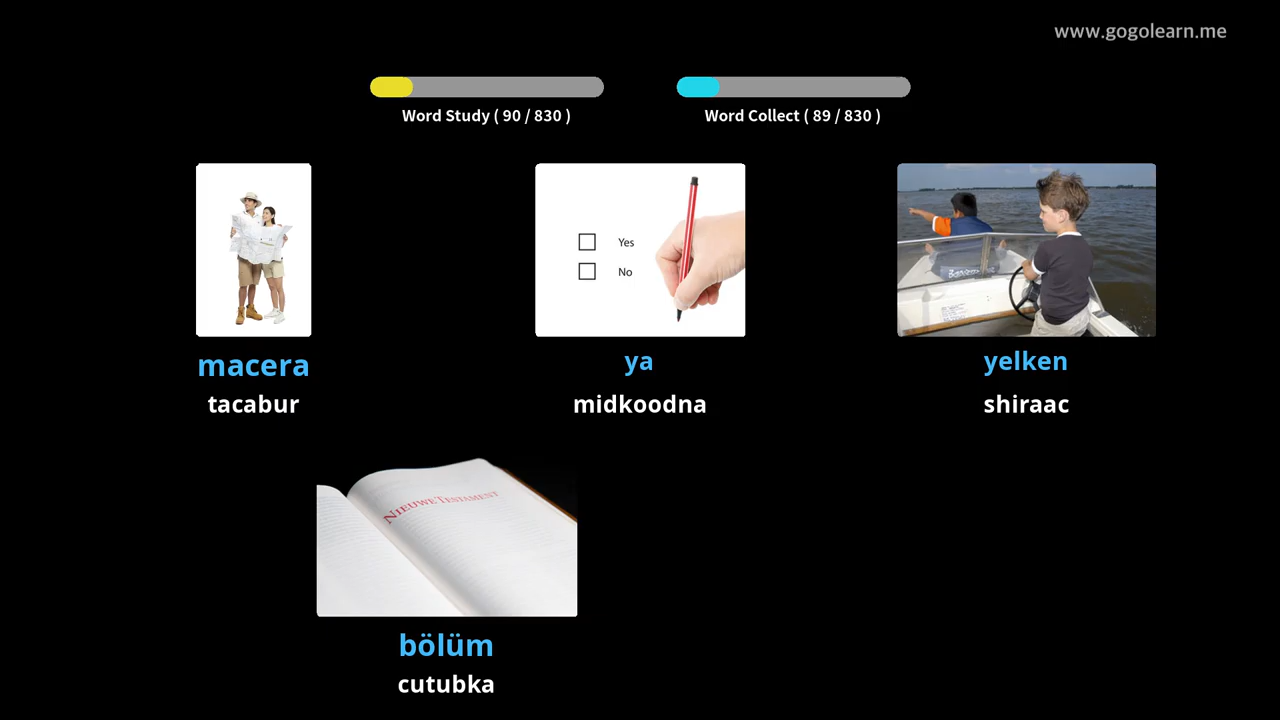 www.gogolearn.me
Word Study ( 90 / 830 )
Word Collect ( 89 / 830 )
Yes
No
macera
tacabur
ya
midkoodna
yelken
shiraac
NIEUWE TESTAMENT
bölüm
cutubka